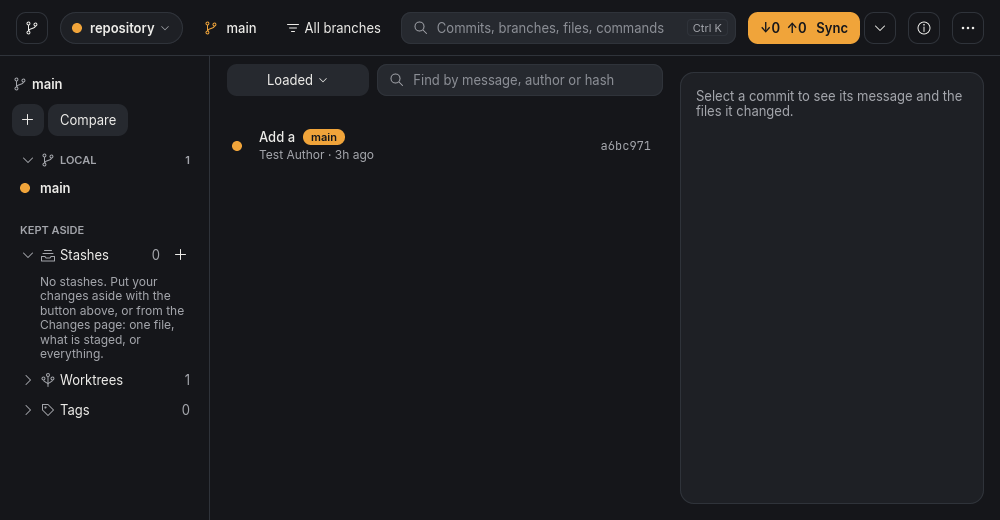 repository
main
All branches
Commits, branches, files, commands
Ctrl K
↓0 ↑0 Sync
main
Compare
LOCAL 1
main
KEPT ASIDE
Stashes 0
No stashes. Put your
changes aside with the
button above, or from the
Changes page: one file,
what is staged, or
everything.
Worktrees 1
Tags 0
Loaded
Find by message, author or hash
Add a main
Test Author · 3h ago
a6bc971
Select a commit to see its message and the
files it changed.